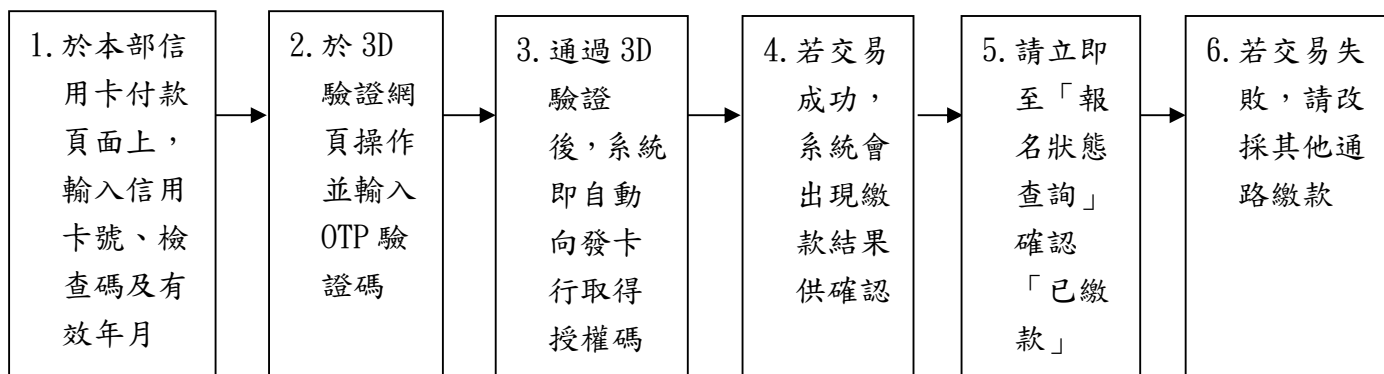 1.於本部信
用卡付款
頁面上，
輸入信用
卡號、檢
查碼及有
效年月
2.於 3D
驗證網
頁操作
並輸入
OTP 驗
證碼
3.通過 3D
驗證
後，系統
即自動
向發卡
行取得
授權碼
4.若交易
成功，
系統會
出現繳
款結果
供確認
5.請立即
至「報
名狀態
查詢」
確認
「已繳
款」
6.若交易失
敗，請改
採其他通
路繳款